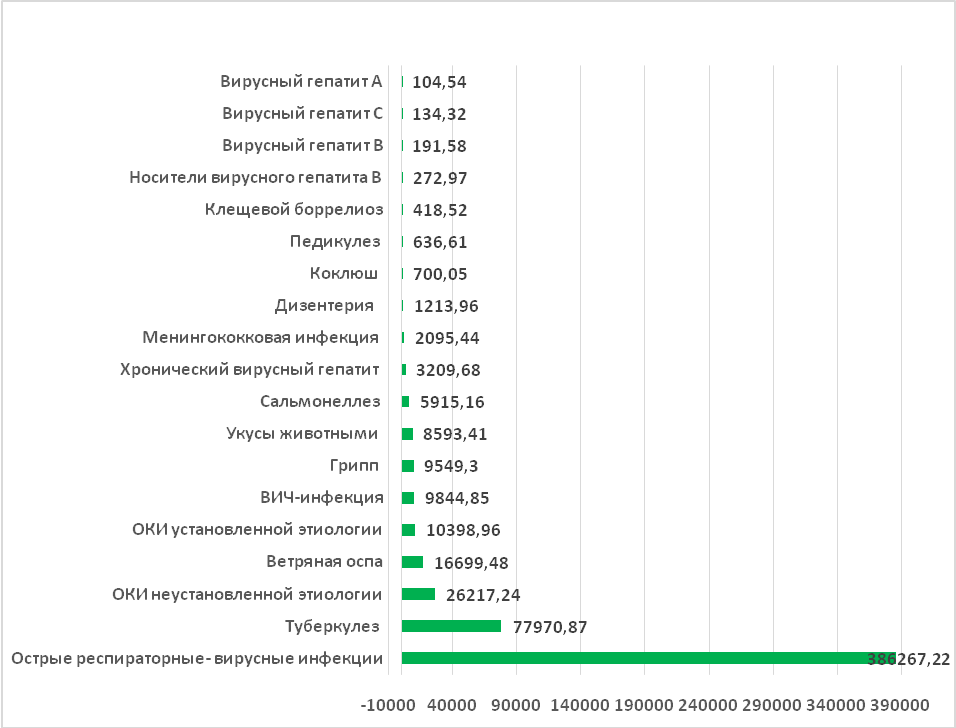 Вирусный гепатит А 104,54
Вирусный гепатит С 134,32
Вирусный гепатит В 191,58
Носители вирусного гепатита В 272,97
Клещевой боррелиоз 418,52
Педикулез 636,61
Коклюш 700,05
Дизентерия 1213,96
Менингококковая инфекция 2095,44
Хронический вирусный гепатит 3209,68
Сальмонеллез 5915,16
Укусы животными 8593,41
Грипп 9549,3
ВИЧ-инфекция 9844,85
ОКИ установленной этиологии 10398,96
Ветряная оспа 16699,48
ОКИ неустановленной этиологии 26217,24
Туберкулез 77970,87
Острые респираторные- вирусные инфекции 386267,22
-10000 40000 90000 140000 190000 240000 290000 340000 390000